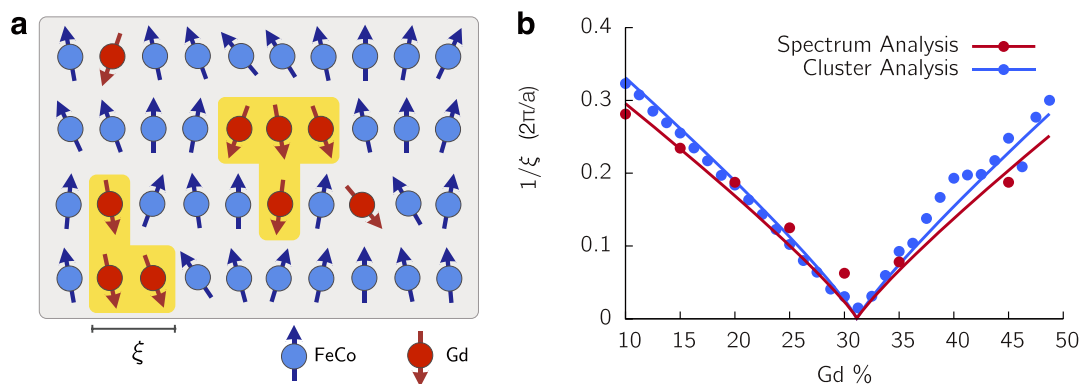 a
ξ
FeCo
Gd
b
Spectrum Analysis
Cluster Analysis
1/ξ (2π/a)
0.4
0.3
0.2
0.1
0
10 15 20 25 30 35 40 45 50
Gd %